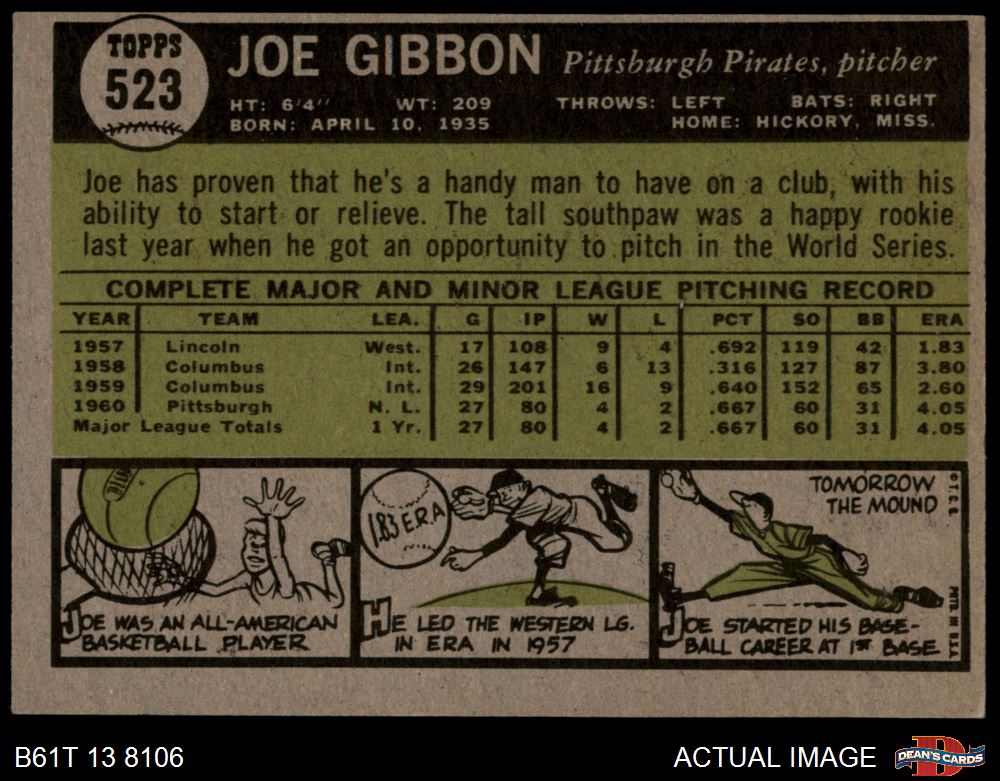 TOPPS
523
JOE GIBBON Pittsburgh Pirates, pitcher
HT: 6'4'' WT: 209 THROWS: LEFT BATS: RIGHT
BORN: APRIL 10, 1935 HOME: HICKORY, MISS.
Joe has proven that he's a handy man to have on a club, with his
ability to start or relieve. The tall southpaw was a happy rookie
last year when he got an opportunity to pitch in the World Series.
COMPLETE MAJOR AND MINOR LEAGUE PITCHING RECORD
YEAR TEAM LEA. G IP W L PCT SO BB ERA
1957 Lincoln West. 17 108 9 4 .692 119 42 1.83
1958 Columbus Int. 26 147 6 13 .316 127 87 3.80
1959 Columbus Int. 29 201 16 9 .640 152 65 2.60
1960 Pittsburgh N. L. 27 80 4 2 .667 60 31 4.05
Major League Totals 1 Yr. 27 80 4 2 .667 60 31 4.05
JOE WAS AN ALL-AMERICAN
BASKETBALL PLAYER
1.83 E.R.A
HE LED THE WESTERN LG.
IN ERA IN 1957
TOMORROW
THE MOUND
JOE STARTED HIS BASE-
BALL CAREER AT 1ST BASE
© T. C. G.
PRTD. IN U.S.A.
B61T 13 8106
ACTUAL IMAGE
DEAN'S CARDS